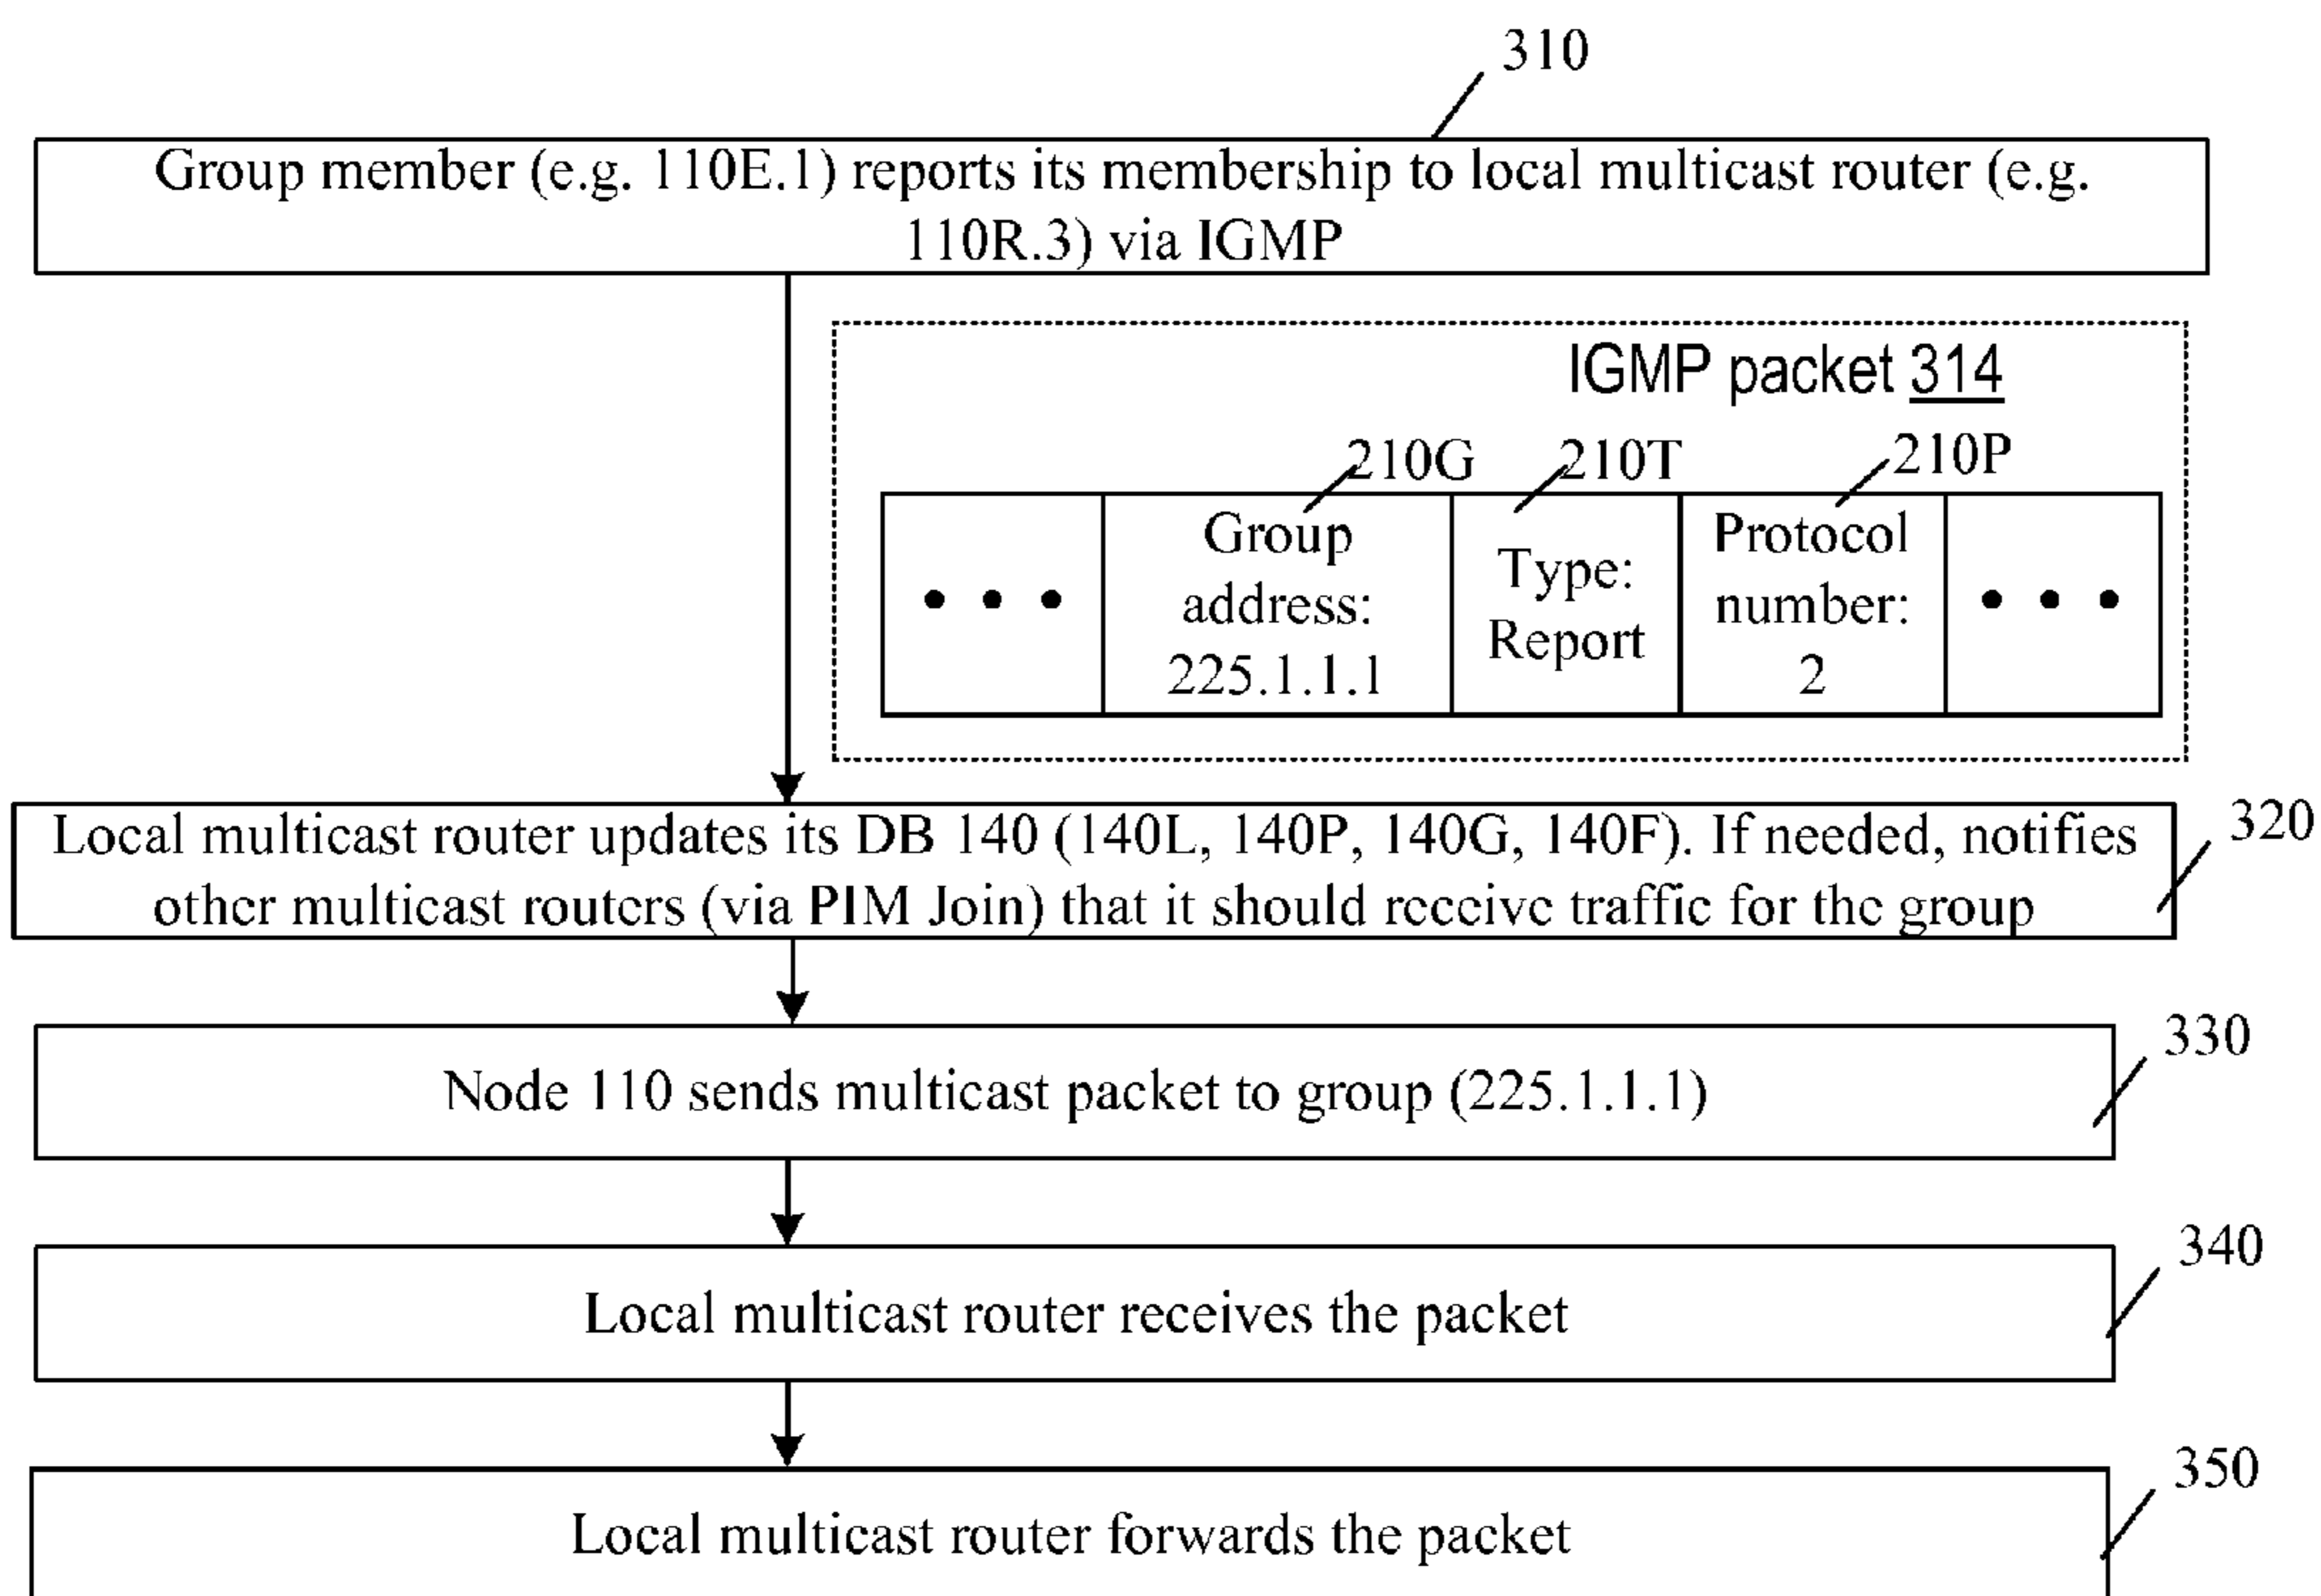 310
Group member (e.g. 110E.1) reports its membership to local multicast router (e.g.
110R.3) via IGMP
IGMP packet 314
210G 210T 210P
• • •
Group
address:
225.1.1.1
Type:
Report
Protocol
number:
2
• • •
Local multicast router updates its DB 140 (140L, 140P, 140G, 140F). If needed, notifies
other multicast routers (via PIM Join) that it should receive traffic for the group
320
330
Node 110 sends multicast packet to group (225.1.1.1)
340
Local multicast router receives the packet
350
Local multicast router forwards the packet